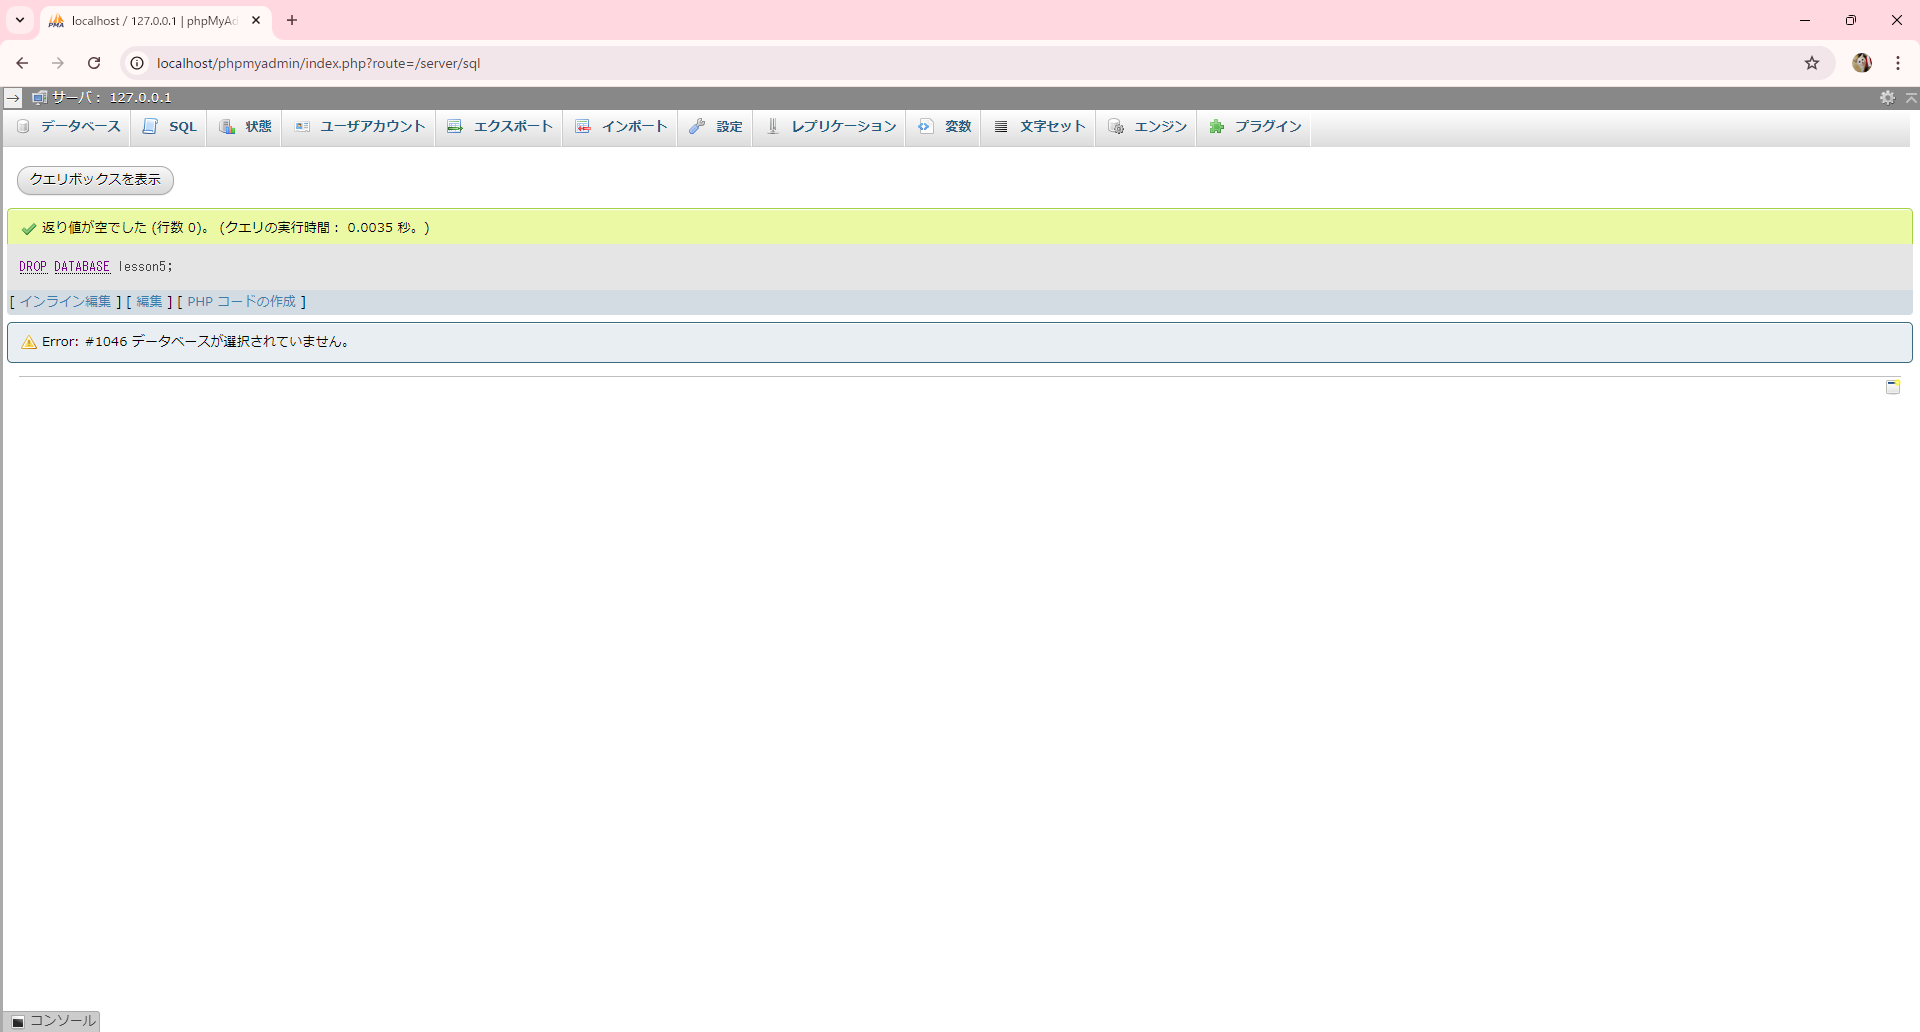 localhost / 127.0.0.1 | phpMyAd
localhost/phpmyadmin/index.php?route=/server/sql
サーバ： 127.0.0.1
データベース SQL 状態 ユーザアカウント エクスポート インポート 設定 レプリケーション 変数 文字セット エンジン プラグイン
クエリボックスを表示
返り値が空でした (行数 0)。 (クエリの実行時間： 0.0035 秒。)
DROP DATABASE lesson5;
[ インライン編集 ] [ 編集 ] [ PHP コードの作成 ]
Error: #1046 データベースが選択されていません。
コンソール